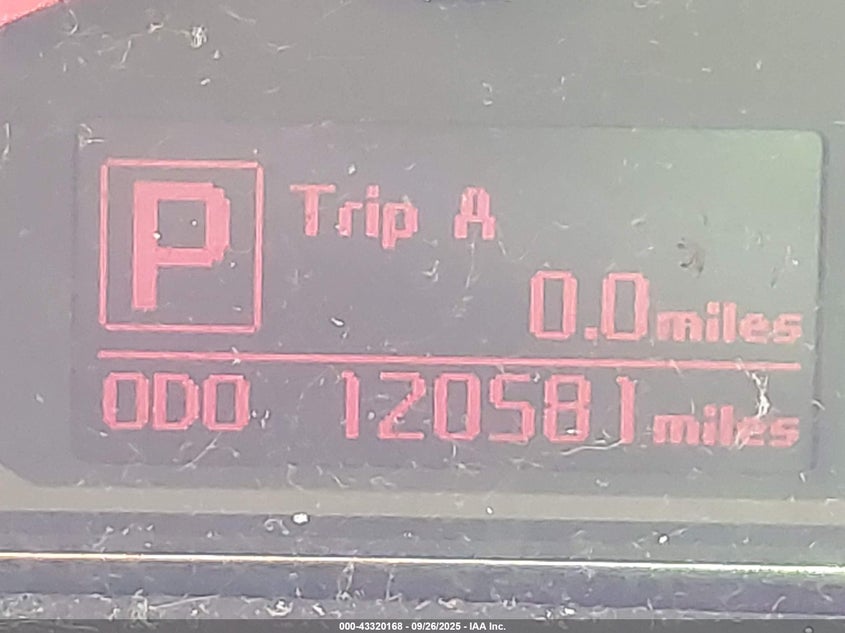 P
Trip A
0.0 miles
ODO 120581 miles
000-43320168 - 09/26/2025 - IAA Inc.